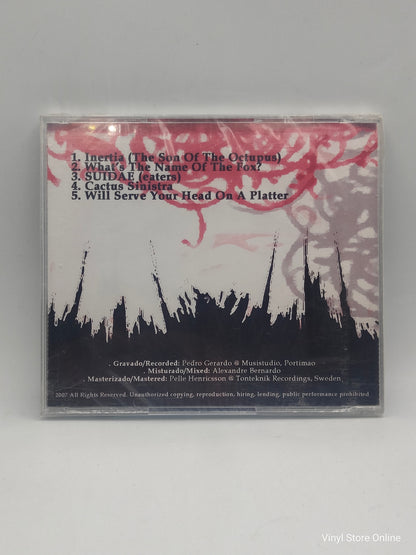 1. Inertia (The Son Of The Octupus)
2. What's The Name Of The Fox?
3. SUIDAE (eaters)
4. Cactus Sinistra
5. Will Serve Your Head On A Platter
. Gravado/Recorded: Pedro Gerardo @ Musistudio, Portimao
. Misturado/Mixed: Alexandre Bernardo
. Masterizado/Mastered: Pelle Henricsson @ Tonteknik Recordings, Sweden
2007 All Rights Reserved. Unauthorized copying, reproduction, hiring, lending, public performance prohibited
Vinyl Store Online